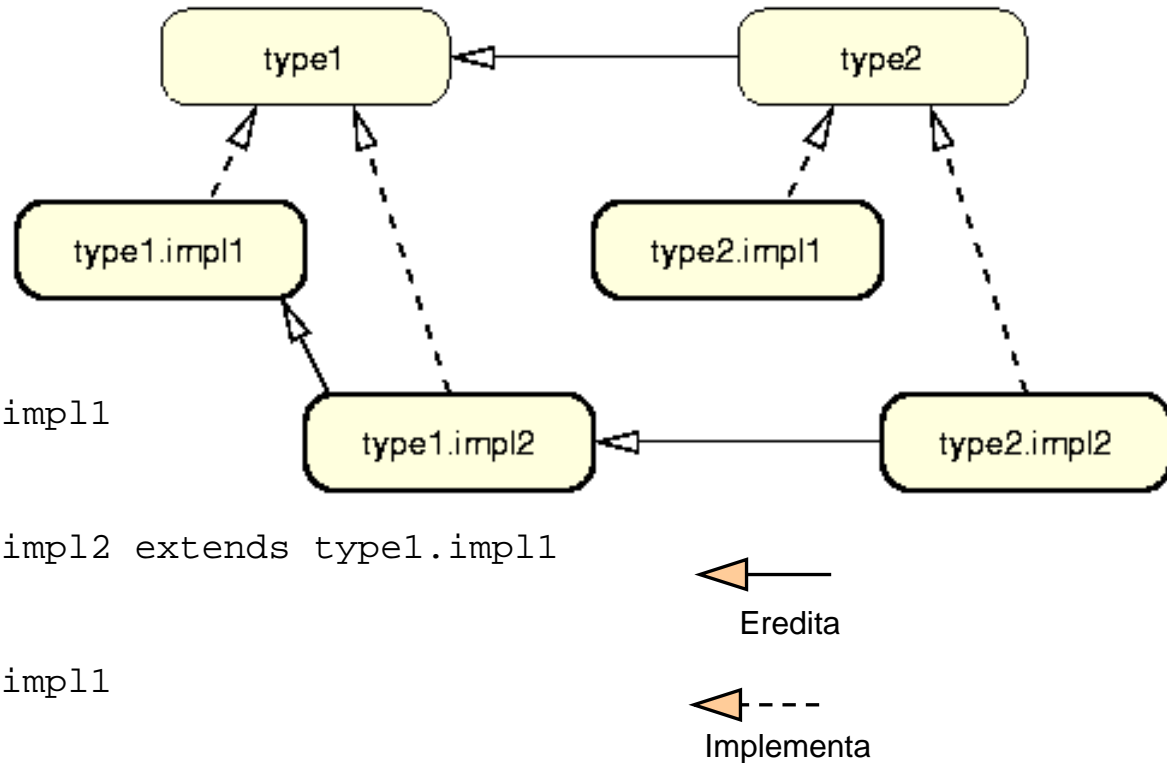 type1
type2
type1.impl1
type2.impl1
impl1
type1.impl2
type2.impl2
impl2 extends type1.impl1
Eredita
impl1
Implementa